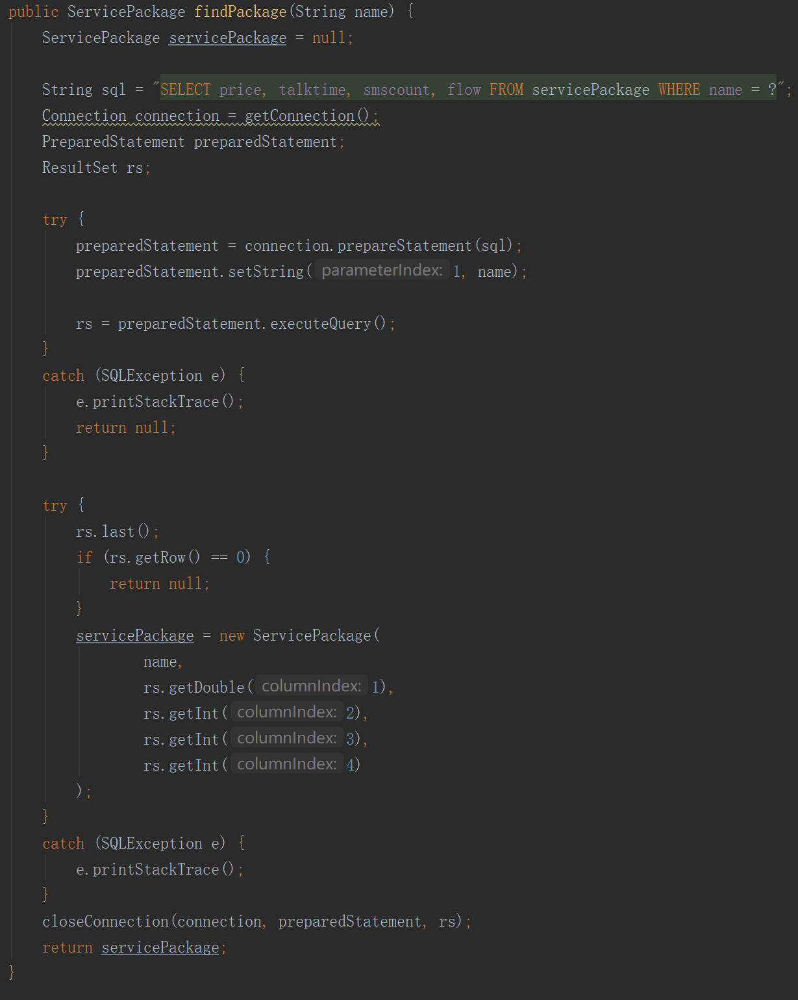 public ServicePackage findPackage(String name) {
    ServicePackage servicePackage = null;

    String sql = "SELECT price, talktime, smscount, flow FROM servicePackage WHERE name = ?";
    Connection connection = getConnection();
    PreparedStatement preparedStatement;
    ResultSet rs;

    try {
        preparedStatement = connection.prepareStatement(sql);
        preparedStatement.setString( parameterIndex: 1, name);

        rs = preparedStatement.executeQuery();
    }
    catch (SQLException e) {
        e.printStackTrace();
        return null;
    }

    try {
        rs.last();
        if (rs.getRow() == 0) {
            return null;
        }
        servicePackage = new ServicePackage(
                name,
                rs.getDouble( columnIndex: 1),
                rs.getInt( columnIndex: 2),
                rs.getInt( columnIndex: 3),
                rs.getInt( columnIndex: 4)
        );
    }
    catch (SQLException e) {
        e.printStackTrace();
    }
    closeConnection(connection, preparedStatement, rs);
    return servicePackage;
}